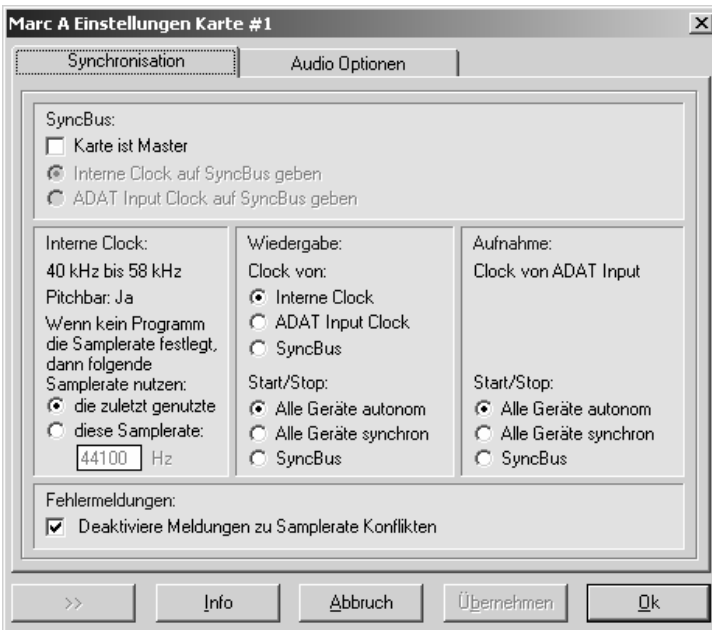 Marc A Einstellungen Karte #1
Synchronisation
Audio Optionen
SyncBus:
Karte ist Master
Interne Clock auf SyncBus geben
ADAT Input Clock auf SyncBus geben
Interne Clock:
40 kHz bis 58 kHz
Pitchbar: Ja
Wenn kein Programm
die Samplerate festlegt,
dann folgende
Samplerate nutzen:
die zuletzt genutzte
diese Samplerate:
44100 Hz
Wiedergabe:
Clock von:
Interne Clock
ADAT Input Clock
SyncBus
Start/Stop:
Alle Geräte autonom
Alle Geräte synchron
SyncBus
Aufnahme:
Clock von ADAT Input
Start/Stop:
Alle Geräte autonom
Alle Geräte synchron
SyncBus
Fehlermeldungen:
Deaktiviere Meldungen zu Samplerate Konflikten
>>
Info
Abbruch
Übernehmen
Ok